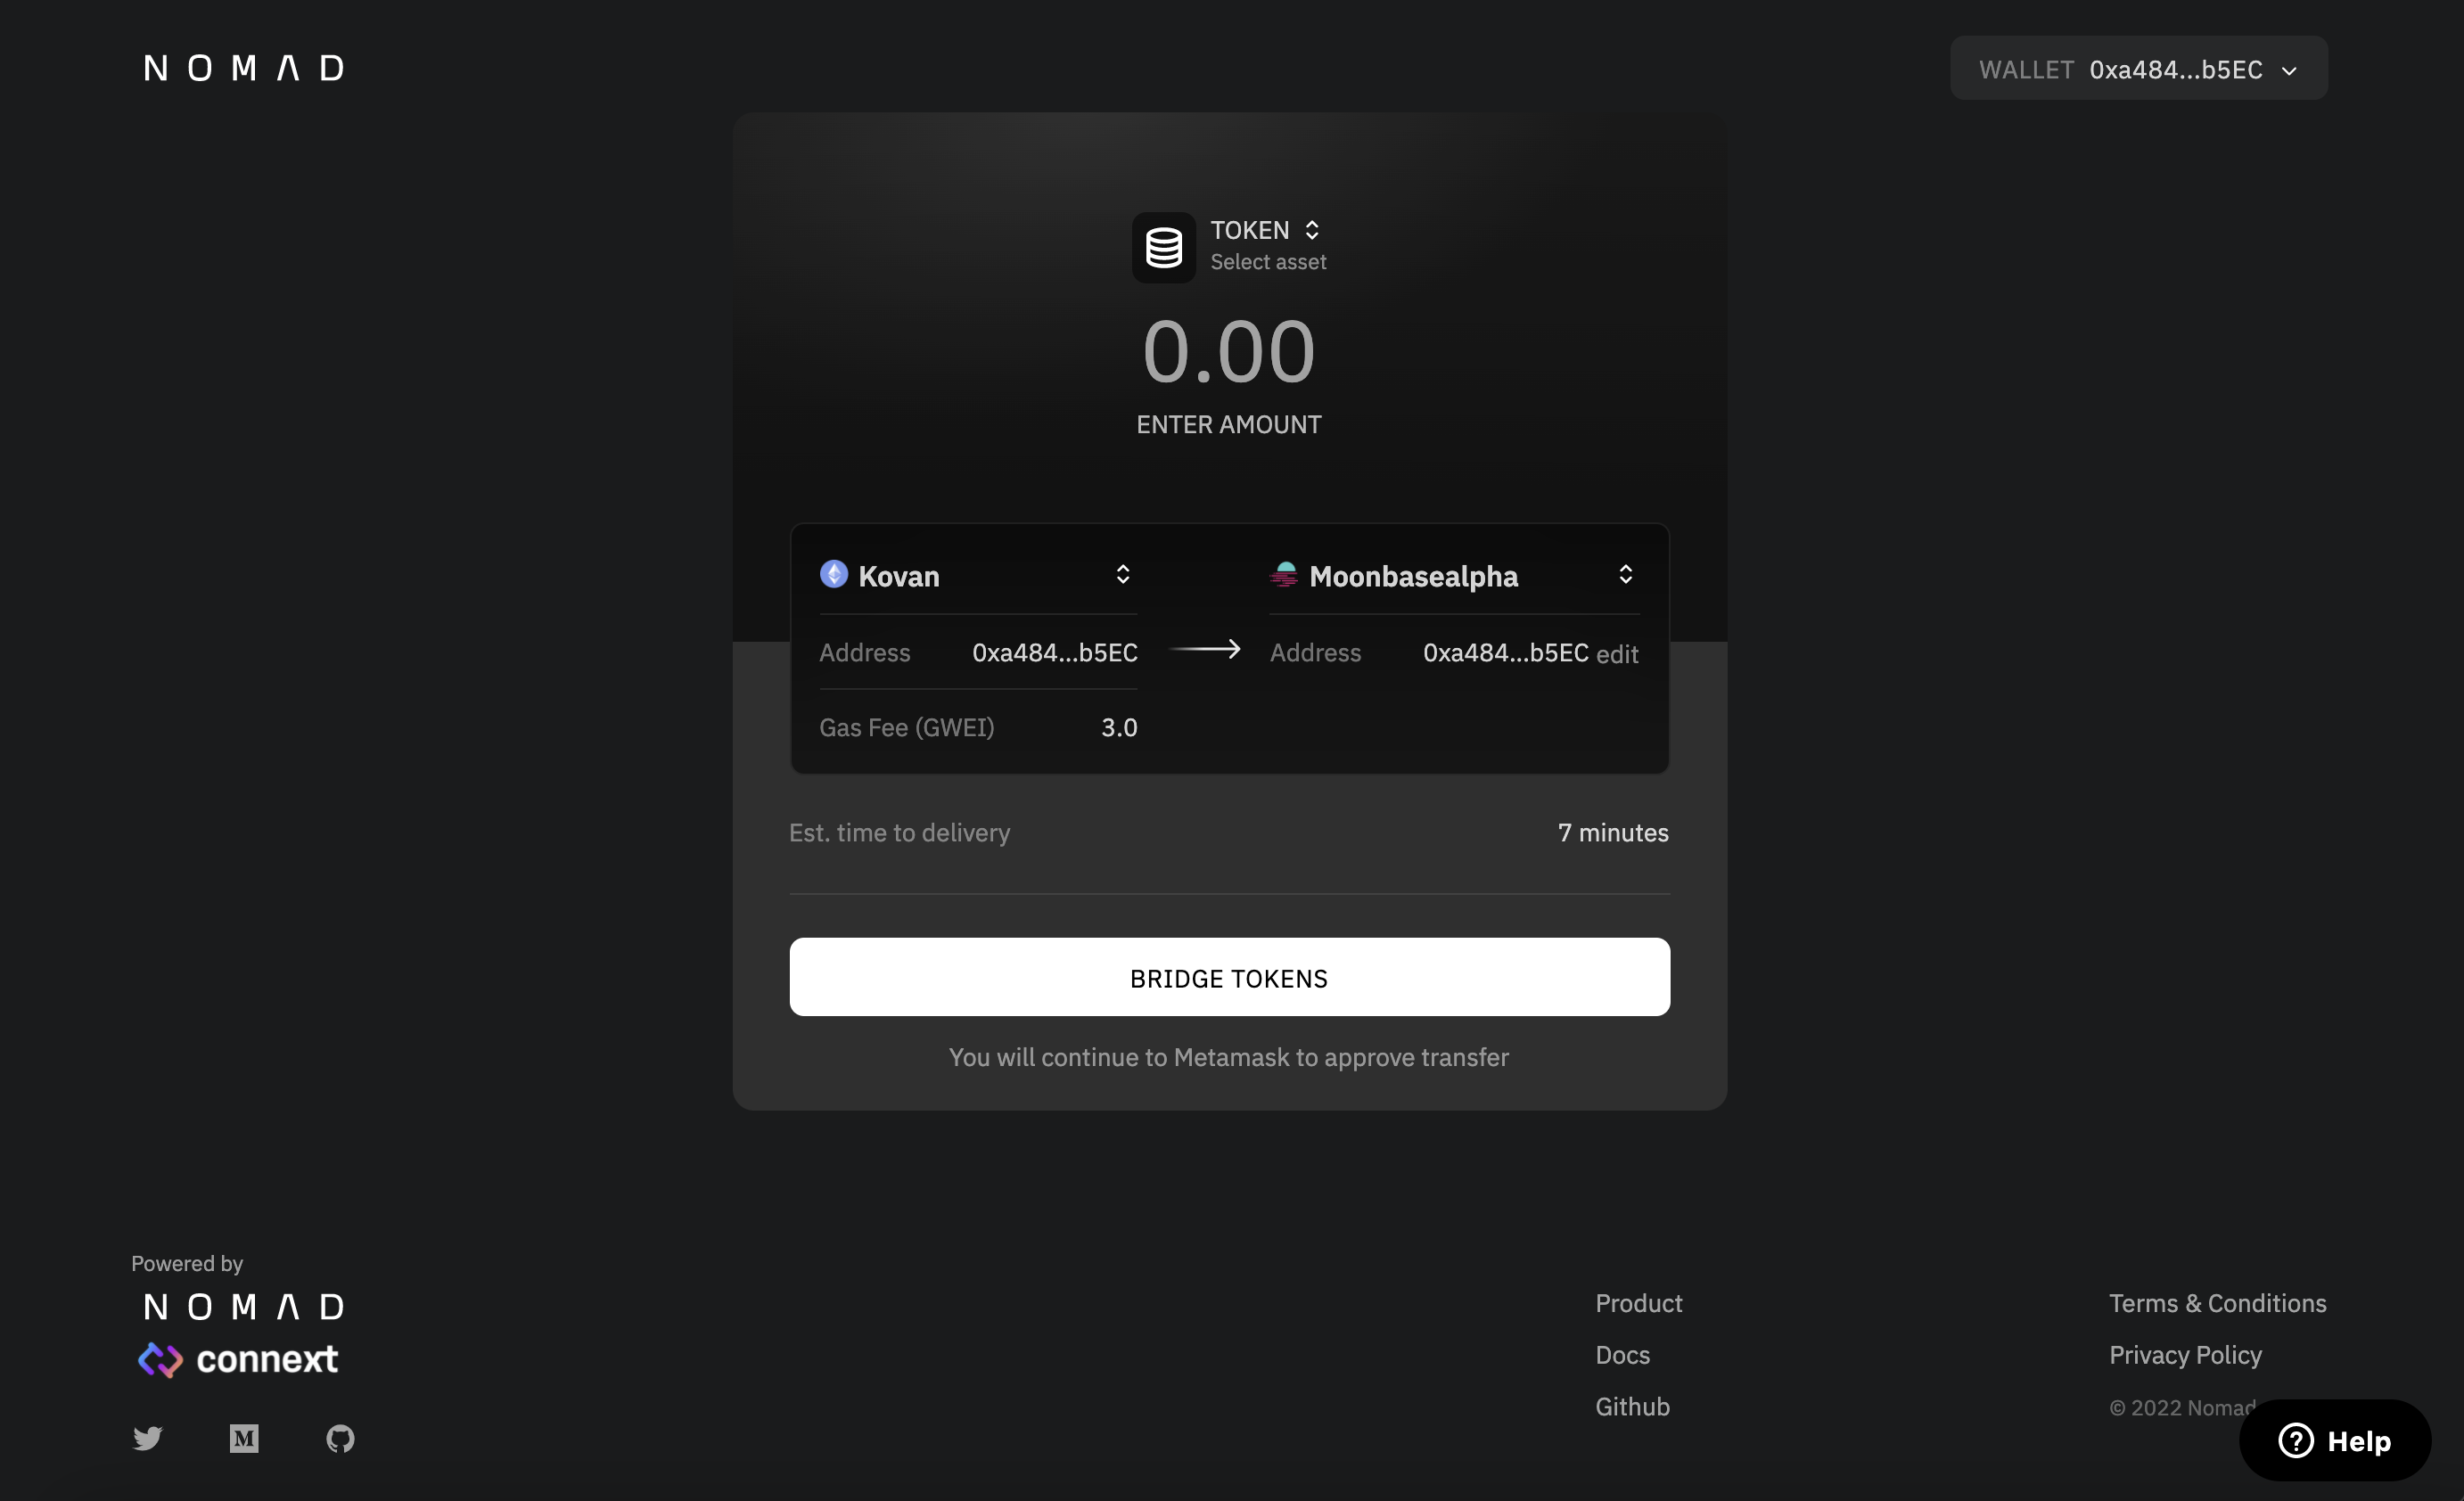 NOMAD
WALLET 0xa484...b5EC
TOKEN
Select asset
0.00
ENTER AMOUNT
Kovan
Address 0xa484...b5EC
Gas Fee (GWEI) 3.0
Moonbasealpha
Address 0xa484...b5EC edit
Est. time to delivery 7 minutes
BRIDGE TOKENS
You will continue to Metamask to approve transfer
Powered by
NOMAD
connext
M
Product
Docs
Github
Terms & Conditions
Privacy Policy
© 2022 Nomad
? Help